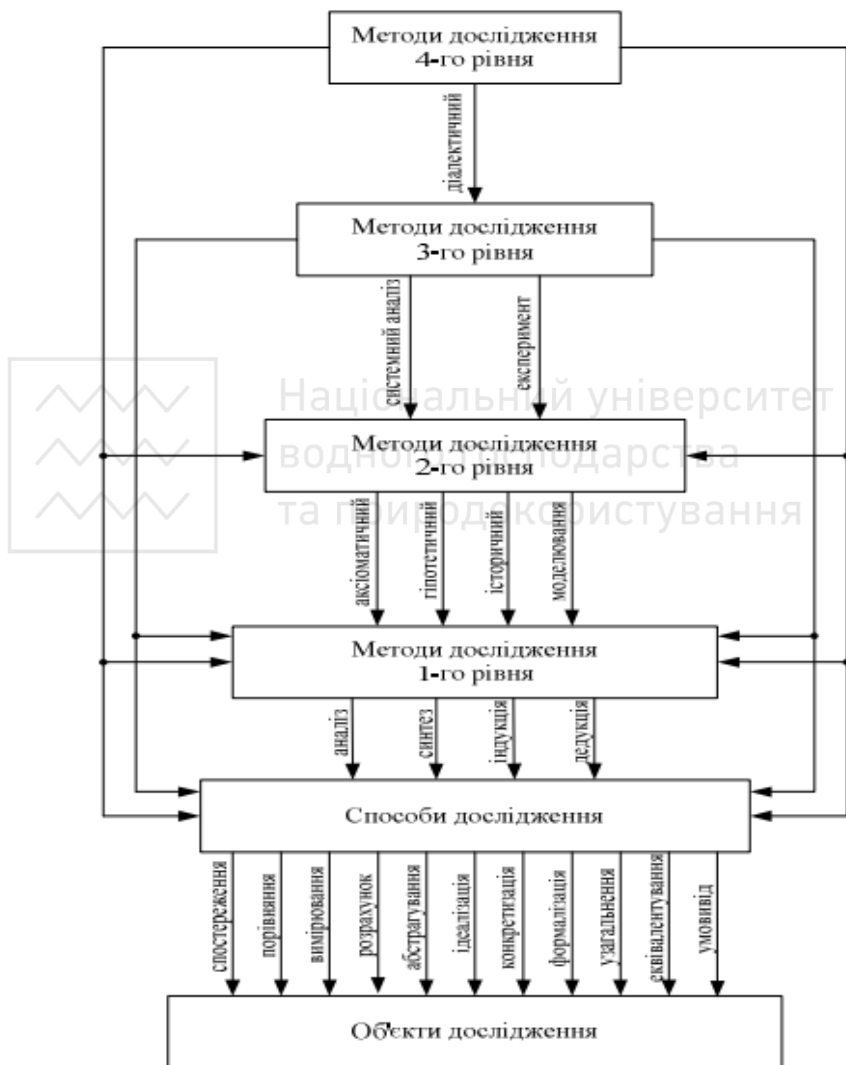 Методи дослідження
4-го рівня
діалектичний
Методи дослідження
3-го рівня
системний аналіз
експеримент
Національний університет
водного господарства
та природокористування
Методи дослідження
2-го рівня
аксіоматичний
гіпотетичний
історичний
моделювання
Методи дослідження
1-го рівня
аналіз
синтез
індукція
дедукція
Способи дослідження
спостереження
порівняння
вимірювання
розрахунок
абстрагування
ідеалізація
конкретизація
формалізація
узагальнення
еквівалентування
умовивід
Об'єкти дослідження